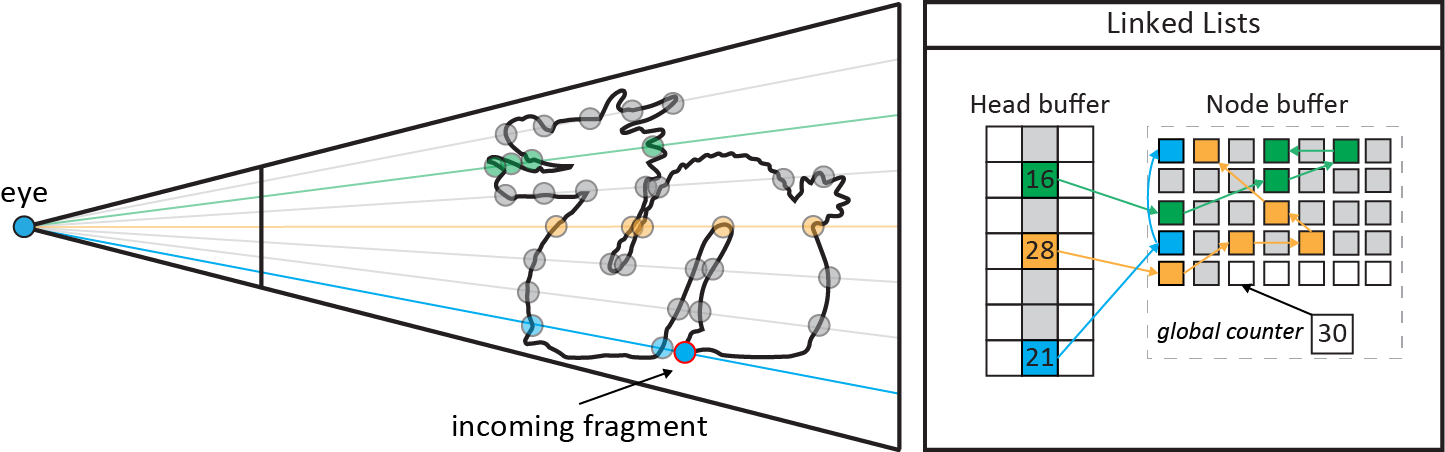 eye
incoming fragment
Linked Lists
Head buffer
Node buffer
16
28
21
global counter 30